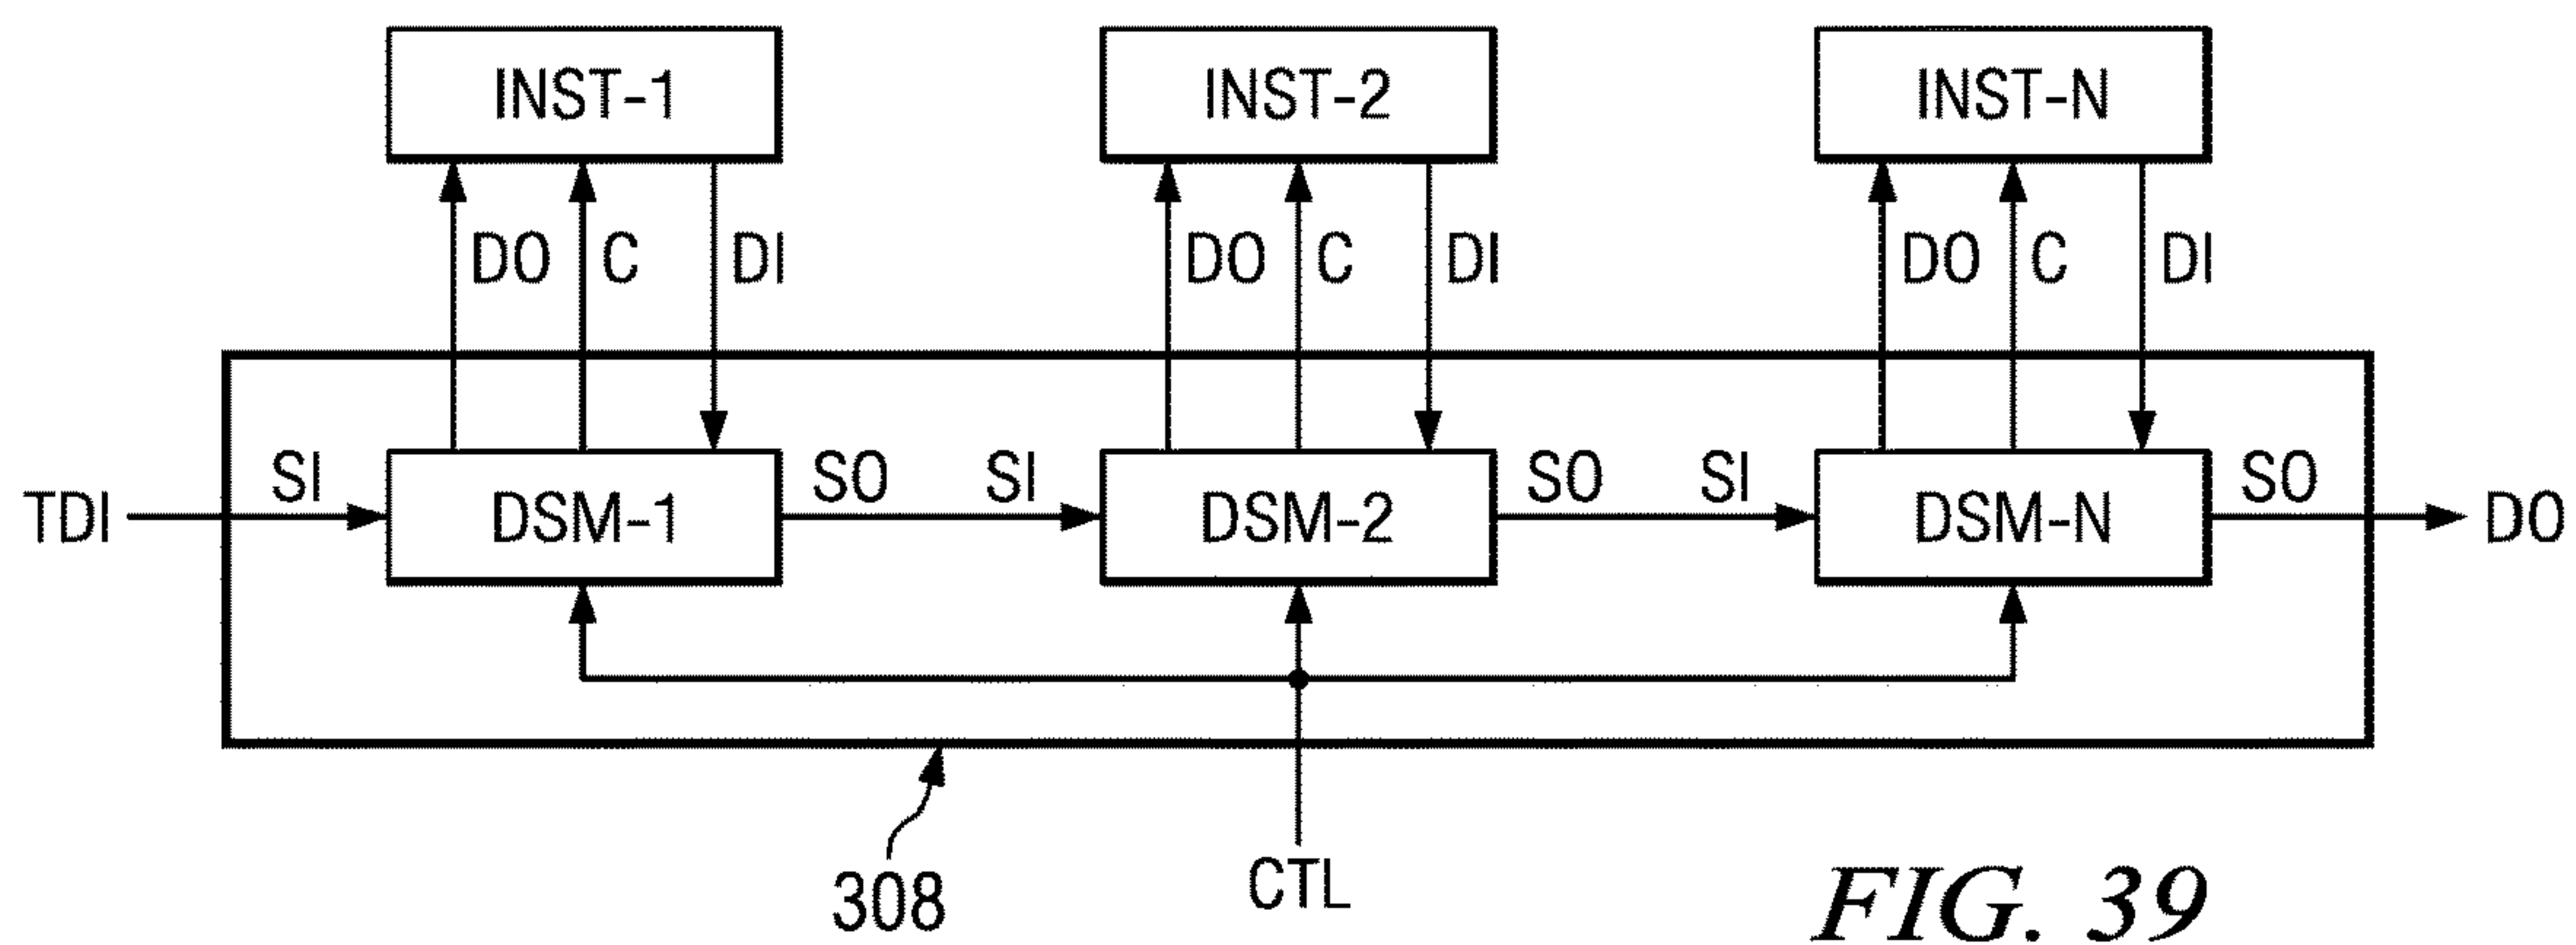 INST-1 INST-2 INST-N
DO C DI DO C DI DO C DI
SI SO SI SO SI SO
TDI DSM-1 DSM-2 DSM-N DO
308 CTL
FIG. 39